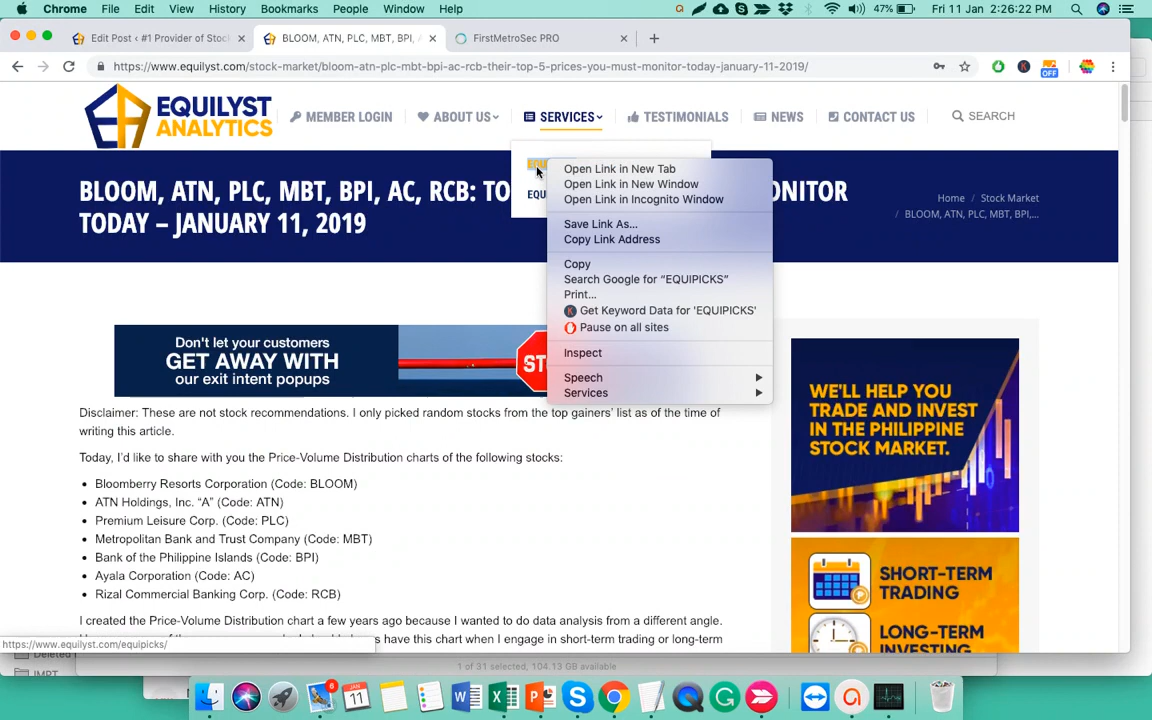 Chrome File Edit View History Bookmarks People Window Help 47% Fri 11 Jan 2:26:22 PM
Edit Post ‹ #1 Provider of Stock BLOOM, ATN, PLC, MBT, BPI, FirstMetroSec PRO
https://www.equilyst.com/stock-market/bloom-atn-plc-mbt-bpi-ac-rcb-their-top-5-prices-you-must-monitor-today-january-11-2019/
OFF
EQUILYST
ANALYTICS
MEMBER LOGIN ABOUT US SERVICES TESTIMONIALS NEWS CONTACT US SEARCH
Open Link in New Tab
Open Link in New Window
Open Link in Incognito Window
Save Link As...
Copy Link Address
Copy
Search Google for “EQUIPICKS”
Print...
Get Keyword Data for 'EQUIPICKS'
Pause on all sites
Inspect
Speech
Services
BLOOM, ATN, PLC, MBT, BPI, AC, RCB:
TODAY – JANUARY 11, 2019
Home / Stock Market
/ BLOOM, ATN, PLC, MBT, BPI,...
Don't let your customers
GET AWAY WITH
our exit intent popups
Disclaimer: These are not stock recommendations. I only picked random stocks from the top gainers’ list as of the time of
writing this article.
Today, I’d like to share with you the Price-Volume Distribution charts of the following stocks:
• Bloomberry Resorts Corporation (Code: BLOOM)
• ATN Holdings, Inc. “A” (Code: ATN)
• Premium Leisure Corp. (Code: PLC)
• Metropolitan Bank and Trust Company (Code: MBT)
• Bank of the Philippine Islands (Code: BPI)
• Ayala Corporation (Code: AC)
• Rizal Commercial Banking Corp. (Code: RCB)
I created the Price-Volume Distribution chart a few years ago because I wanted to do data analysis from a different angle.
have this chart when I engage in short-term trading or long-term
WE'LL HELP YOU
TRADE AND INVEST
IN THE PHILIPPINE
STOCK MARKET.
SHORT-TERM
TRADING
LONG-TERM
INVESTING
https://www.equilyst.com/equipicks/
1 of 31 selected, 104.13 GB available
6
JAN
11